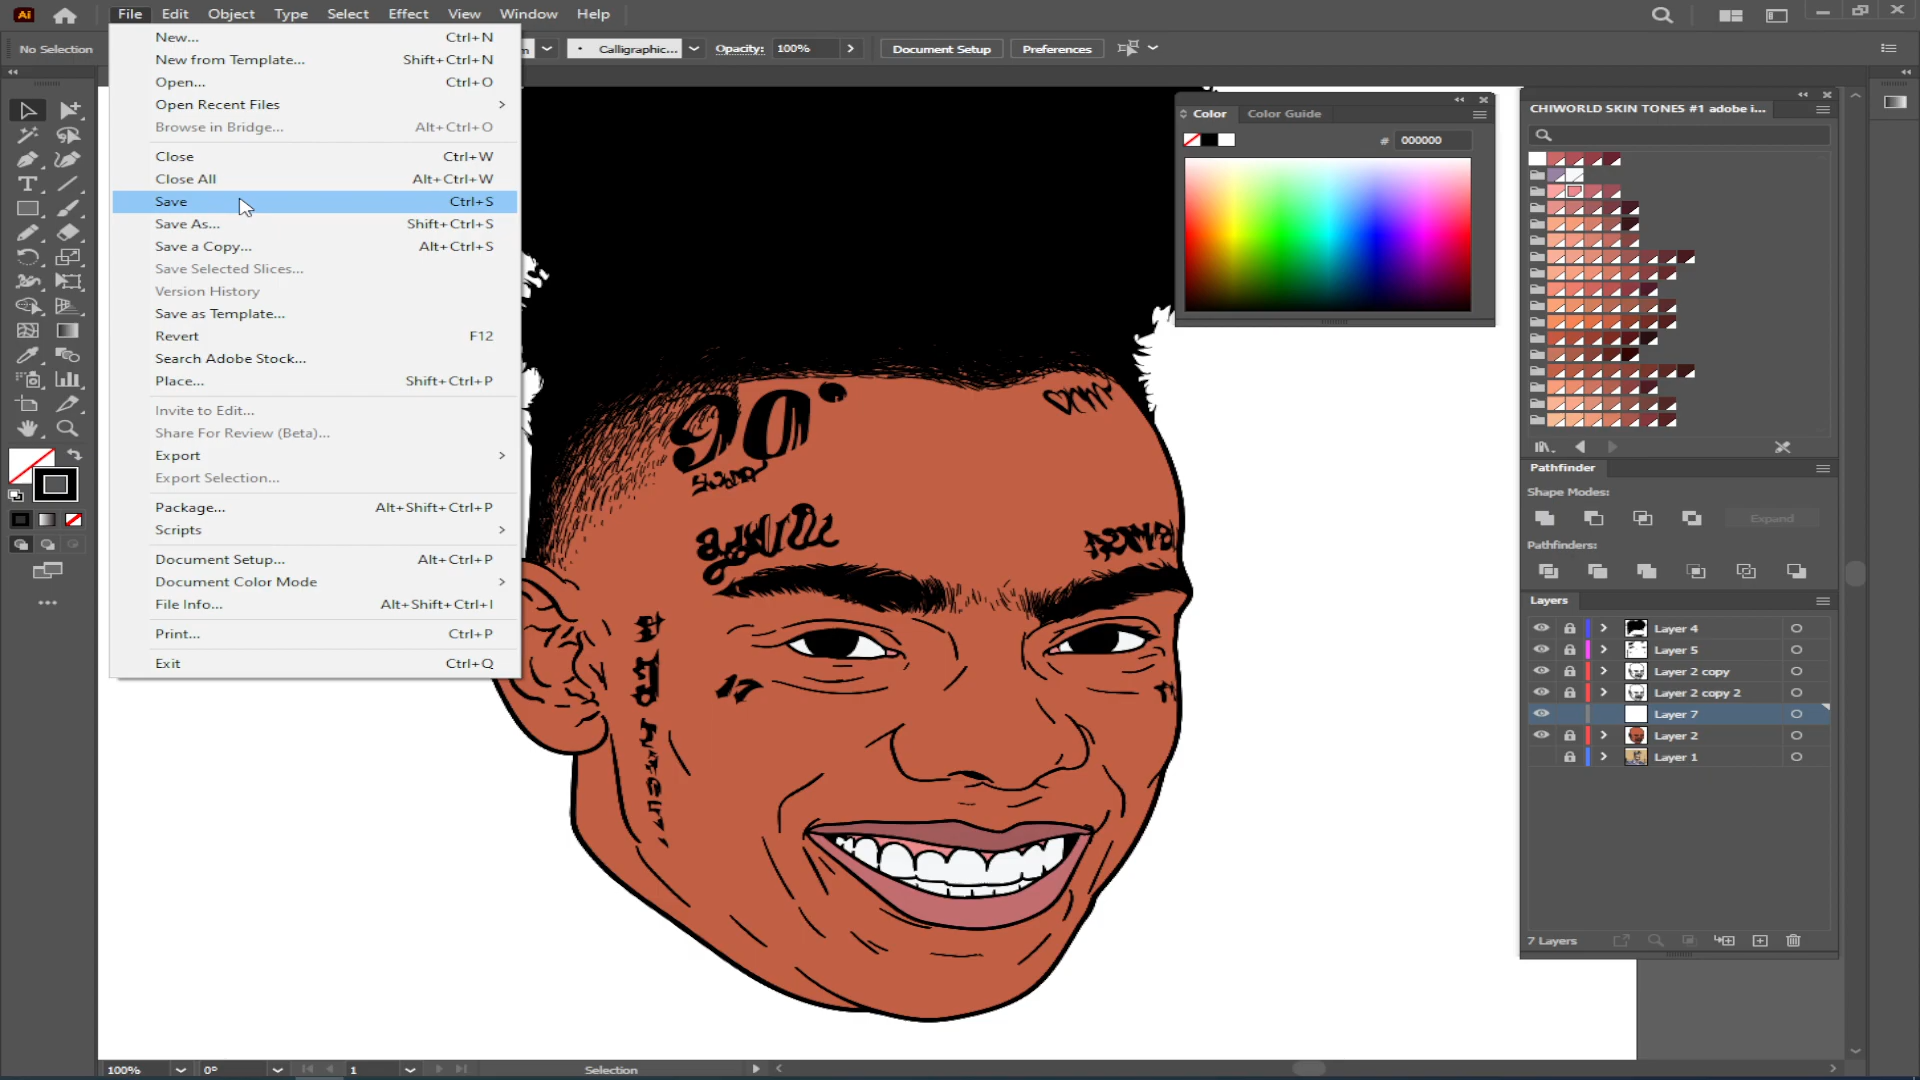 Ai
File Edit Object Type Select Effect View Window Help
No Selection
Calligraphic...
Opacity: 100%
Document Setup
Preferences
New... Ctrl+N
New from Template... Shift+Ctrl+N
Open... Ctrl+O
Open Recent Files
Browse in Bridge... Alt+Ctrl+O
Close Ctrl+W
Close All Alt+Ctrl+W
Save Ctrl+S
Save As... Shift+Ctrl+S
Save a Copy... Alt+Ctrl+S
Save Selected Slices...
Version History
Save as Template...
Revert F12
Search Adobe Stock...
Place... Shift+Ctrl+P
Invite to Edit...
Share For Review (Beta)...
Export
Export Selection...
Package... Alt+Shift+Ctrl+P
Scripts
Document Setup... Alt+Ctrl+P
Document Color Mode
File Info... Alt+Shift+Ctrl+I
Print... Ctrl+P
Exit Ctrl+Q
90°
17
Color Color Guide
# 000000
CHIWORLD SKIN TONES #1 adobe i...
Pathfinder
Shape Modes:
Expand
Pathfinders:
Layers
Layer 4
Layer 5
Layer 2 copy
Layer 2 copy 2
Layer 7
Layer 2
Layer 1
7 Layers
100% 0° 1 Selection